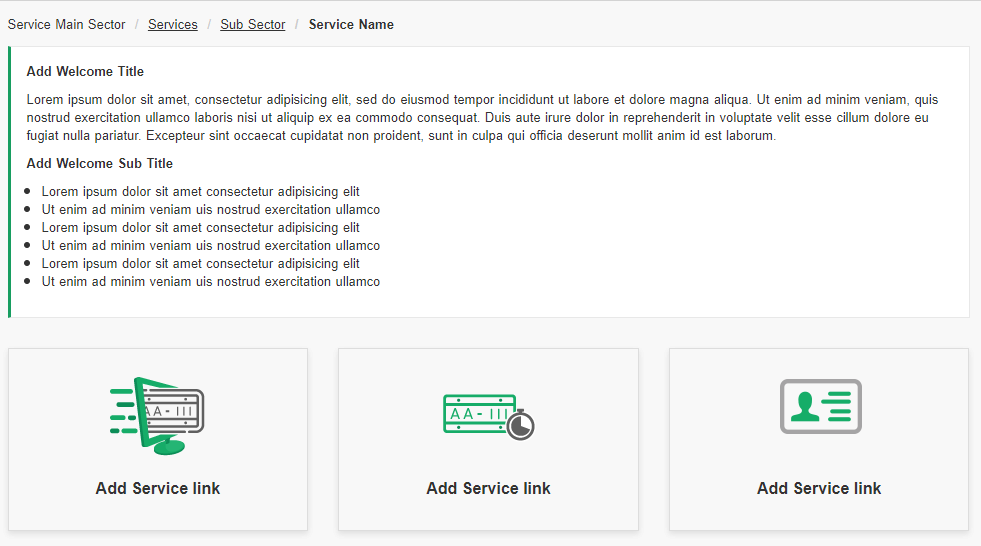 Service Main Sector / Services / Sub Sector / Service Name
Add Welcome Title
Lorem ipsum dolor sit amet, consectetur adipisicing elit, sed do eiusmod tempor incididunt ut labore et dolore magna aliqua. Ut enim ad minim veniam, quis
nostrud exercitation ullamco laboris nisi ut aliquip ex ea commodo consequat. Duis aute irure dolor in reprehenderit in voluptate velit esse cillum dolore eu
fugiat nulla pariatur. Excepteur sint occaecat cupidatat non proident, sunt in culpa qui officia deserunt mollit anim id est laborum.
Add Welcome Sub Title
• Lorem ipsum dolor sit amet consectetur adipisicing elit
• Ut enim ad minim veniam uis nostrud exercitation ullamco
• Lorem ipsum dolor sit amet consectetur adipisicing elit
• Ut enim ad minim veniam uis nostrud exercitation ullamco
• Lorem ipsum dolor sit amet consectetur adipisicing elit
• Ut enim ad minim veniam uis nostrud exercitation ullamco
AA - III
Add Service link
AA - III
Add Service link
Add Service link